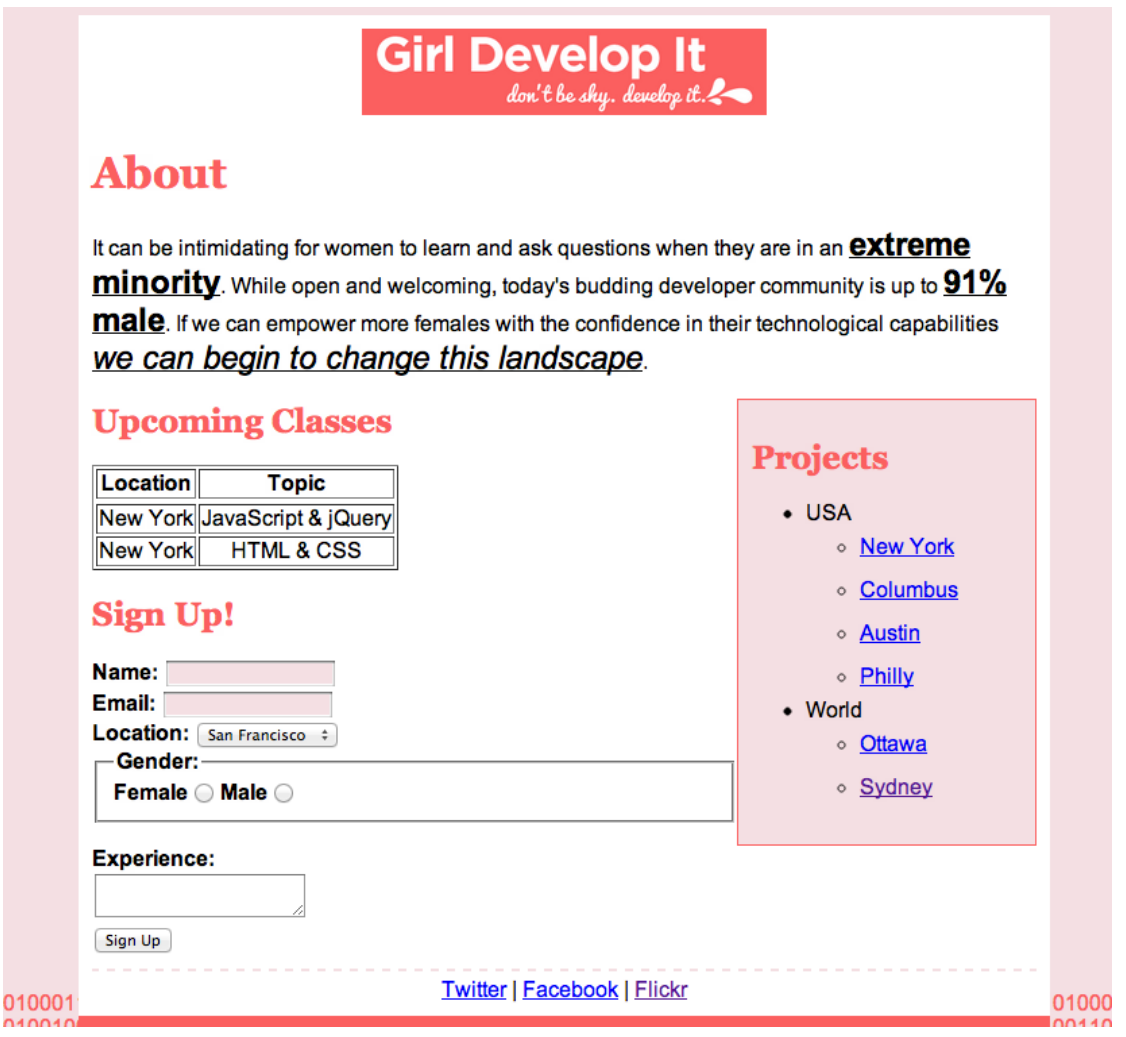 Girl Develop It
don't be shy. develop it.
About
It can be intimidating for women to learn and ask questions when they are in an extreme
minority. While open and welcoming, today's budding developer community is up to 91%
male. If we can empower more females with the confidence in their technological capabilities
we can begin to change this landscape.
Upcoming Classes
Location Topic
New York JavaScript & jQuery
New York HTML & CSS
Sign Up!
Name:
Email:
Location: San Francisco
Gender:
Female Male
Experience:
Sign Up
Projects
USA
New York
Columbus
Austin
Philly
World
Ottawa
Sydney
Twitter | Facebook | Flickr
010001 01000